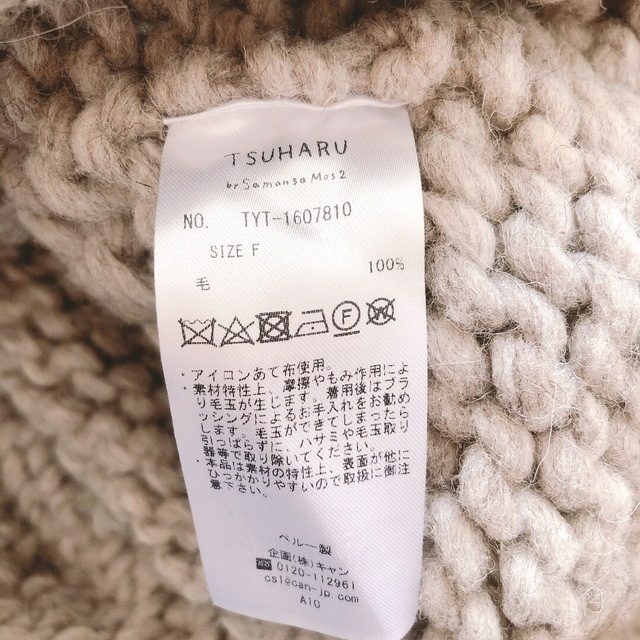 TSUHARU
by Samansa Mos2
NO. TYT-1607810
SIZE F
毛 100%
・アイロンあて布使用。
・素材特性上、摩擦やもみ作用によ
り毛玉が生じます。着用後はブラ
ッシングによるお手入れをお勧め
します。毛玉ができてしまったら
引っぱらずに、ハサミや毛玉取り
器等で取り除いてください。
・本品は素材の特性上、表面が他に
ひっかかりやすいので取扱に御注
意下さい。
ペルー製
企画(株)キャン
0120-112961
cs1@can-jp.com
A10